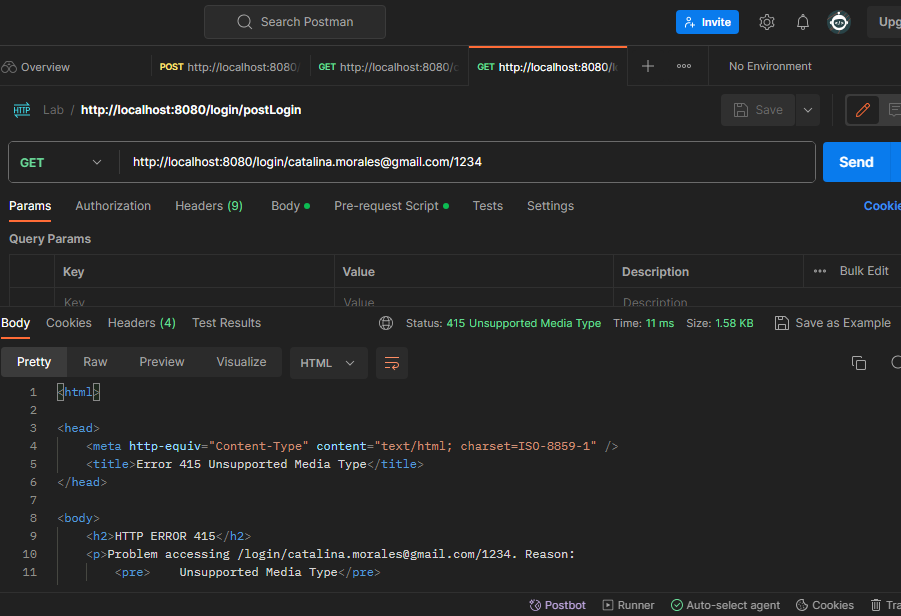 Search Postman
Invite
Upg
Overview
POST http://localhost:8080/
GET http://localhost:8080/
GET http://localhost:8080/
No Environment
HTTP Lab / http://localhost:8080/login/postLogin
Save
GET http://localhost:8080/login/catalina.morales@gmail.com/1234
Send
Params Authorization Headers (9) Body Pre-request Script Tests Settings Cookie
Query Params
Key Value Description ••• Bulk Edit
Key Value Description
Body Cookies Headers (4) Test Results Status: 415 Unsupported Media Type Time: 11 ms Size: 1.58 KB Save as Example
Pretty Raw Preview Visualize HTML
1 <html>
2
3 <head>
4 <meta http-equiv="Content-Type" content="text/html; charset=ISO-8859-1" />
5 <title>Error 415 Unsupported Media Type</title>
6 </head>
7
8 <body>
9 <h2>HTTP ERROR 415</h2>
10 <p>Problem accessing /login/catalina.morales@gmail.com/1234. Reason:
11 <pre> Unsupported Media Type</pre>
Postbot Runner Auto-select agent Cookies Tra